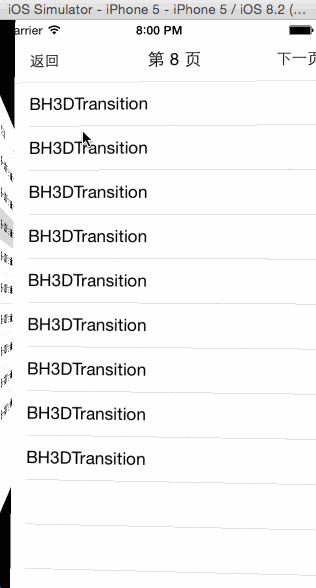 iOS Simulator - iPhone 5 - iPhone 5 / iOS 8.2 (...
arrier 8:00 PM
返回 第 8 页 下一页
BH3DTransition
BH3DTransition
BH3DTransition
BH3DTransition
BH3DTransition
BH3DTransition
BH3DTransition
BH3DTransition
BH3DTransition